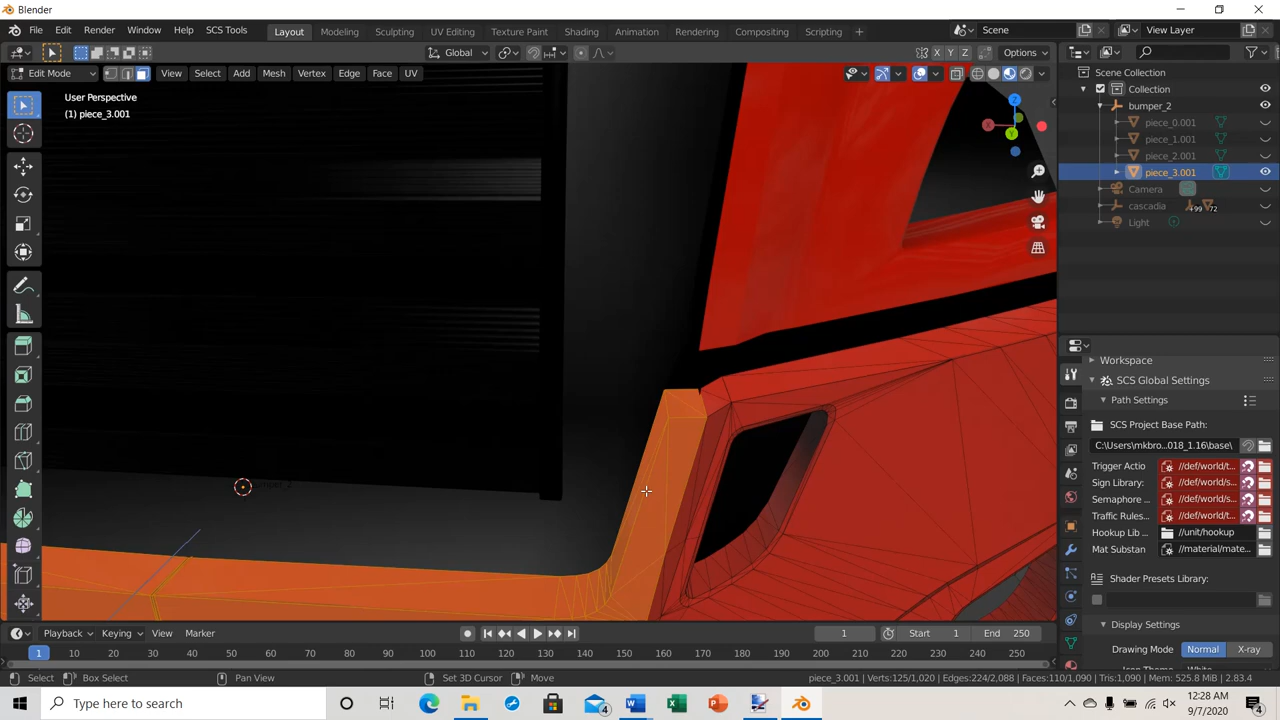 Blender
File Edit Render Window Help SCS Tools Layout Modeling Sculpting UV Editing Texture Paint Shading Animation Rendering Compositing Scripting + Scene View Layer
Global X Y Z Options
Edit Mode View Select Add Mesh Vertex Edge Face UV
User Perspective
(1) piece_3.001
Z
X
Y
Scene Collection
Collection
bumper_2
piece_0.001
piece_1.001
piece_2.001
piece_3.001
Camera
cascadia +99 72
Light
Workspace
SCS Global Settings
Path Settings
SCS Project Base Path:
C:\Users\mkbro...018_1.16\base\
Trigger Actio //def/world/t...
Sign Library: //def/world/s...
Semaphore //def/world/s...
Traffic Rules... //def/world/t...
Hookup Lib ... //unit/hookup
Mat Substan //material/mate...
Shader Presets Library:
Display Settings
Drawing Mode Normal X-ray
White
Playback Keying View Marker 1 Start 1 End 250
1 10 20 30 40 50 60 70 80 90 100 110 120 130 140 150 160 170 180 190 200 210 220 230 240 250
Select Box Select Pan View Set 3D Cursor Move piece_3.001 | Verts:125/1,020 | Edges:224/2,088 | Faces:110/1,090 | Tris:1,090 | Mem: 525.8 MiB | 2.83.4
Type here to search 4 12:28 AM
9/7/2020 4